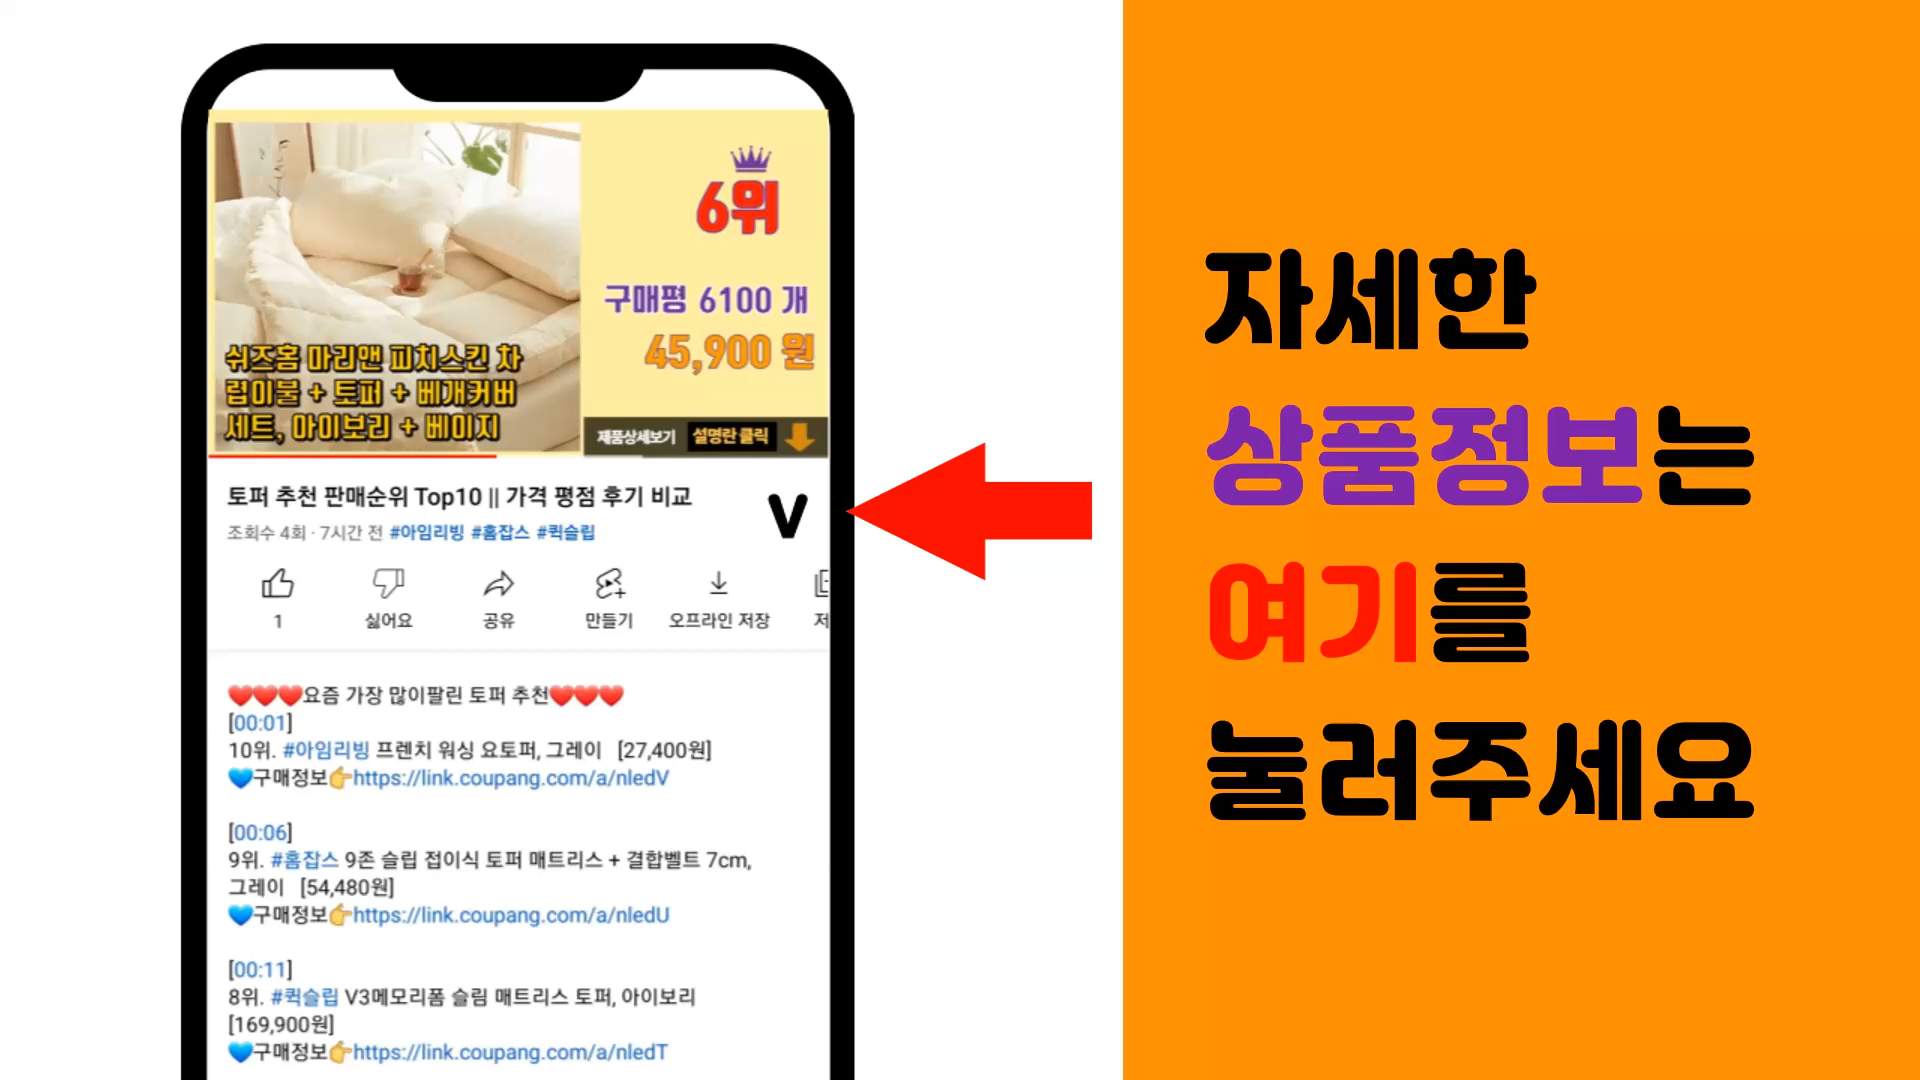 6위
구매평 6100 개
45,900 원
쉬즈홈 마리앤 피치스킨 차
렵이불 + 토퍼 + 베개커버
세트, 아이보리 + 베이지
제품상세보기 설명란 클릭
토퍼 추천 판매순위 Top10 || 가격 평점 후기 비교
V
조회수 4회 · 7시간 전 #아임리빙 #홈잡스 #퀵슬립
1 싫어요 공유 만들기 오프라인 저장 저
❤️❤️❤️요즘 가장 많이팔린 토퍼 추천❤️❤️❤️
[00:01]
10위. #아임리빙 프렌치 워싱 요토퍼, 그레이 [27,400원]
💙구매정보👉https://link.coupang.com/a/nledV
[00:06]
9위. #홈잡스 9존 슬립 접이식 토퍼 매트리스 + 결합벨트 7cm,
그레이 [54,480원]
💙구매정보👉https://link.coupang.com/a/nledU
[00:11]
8위. #퀵슬립 V3메모리폼 슬림 매트리스 토퍼, 아이보리
[169,900원]
💙구매정보👉https://link.coupang.com/a/nledT
자세한
상품정보는
여기를
눌러주세요